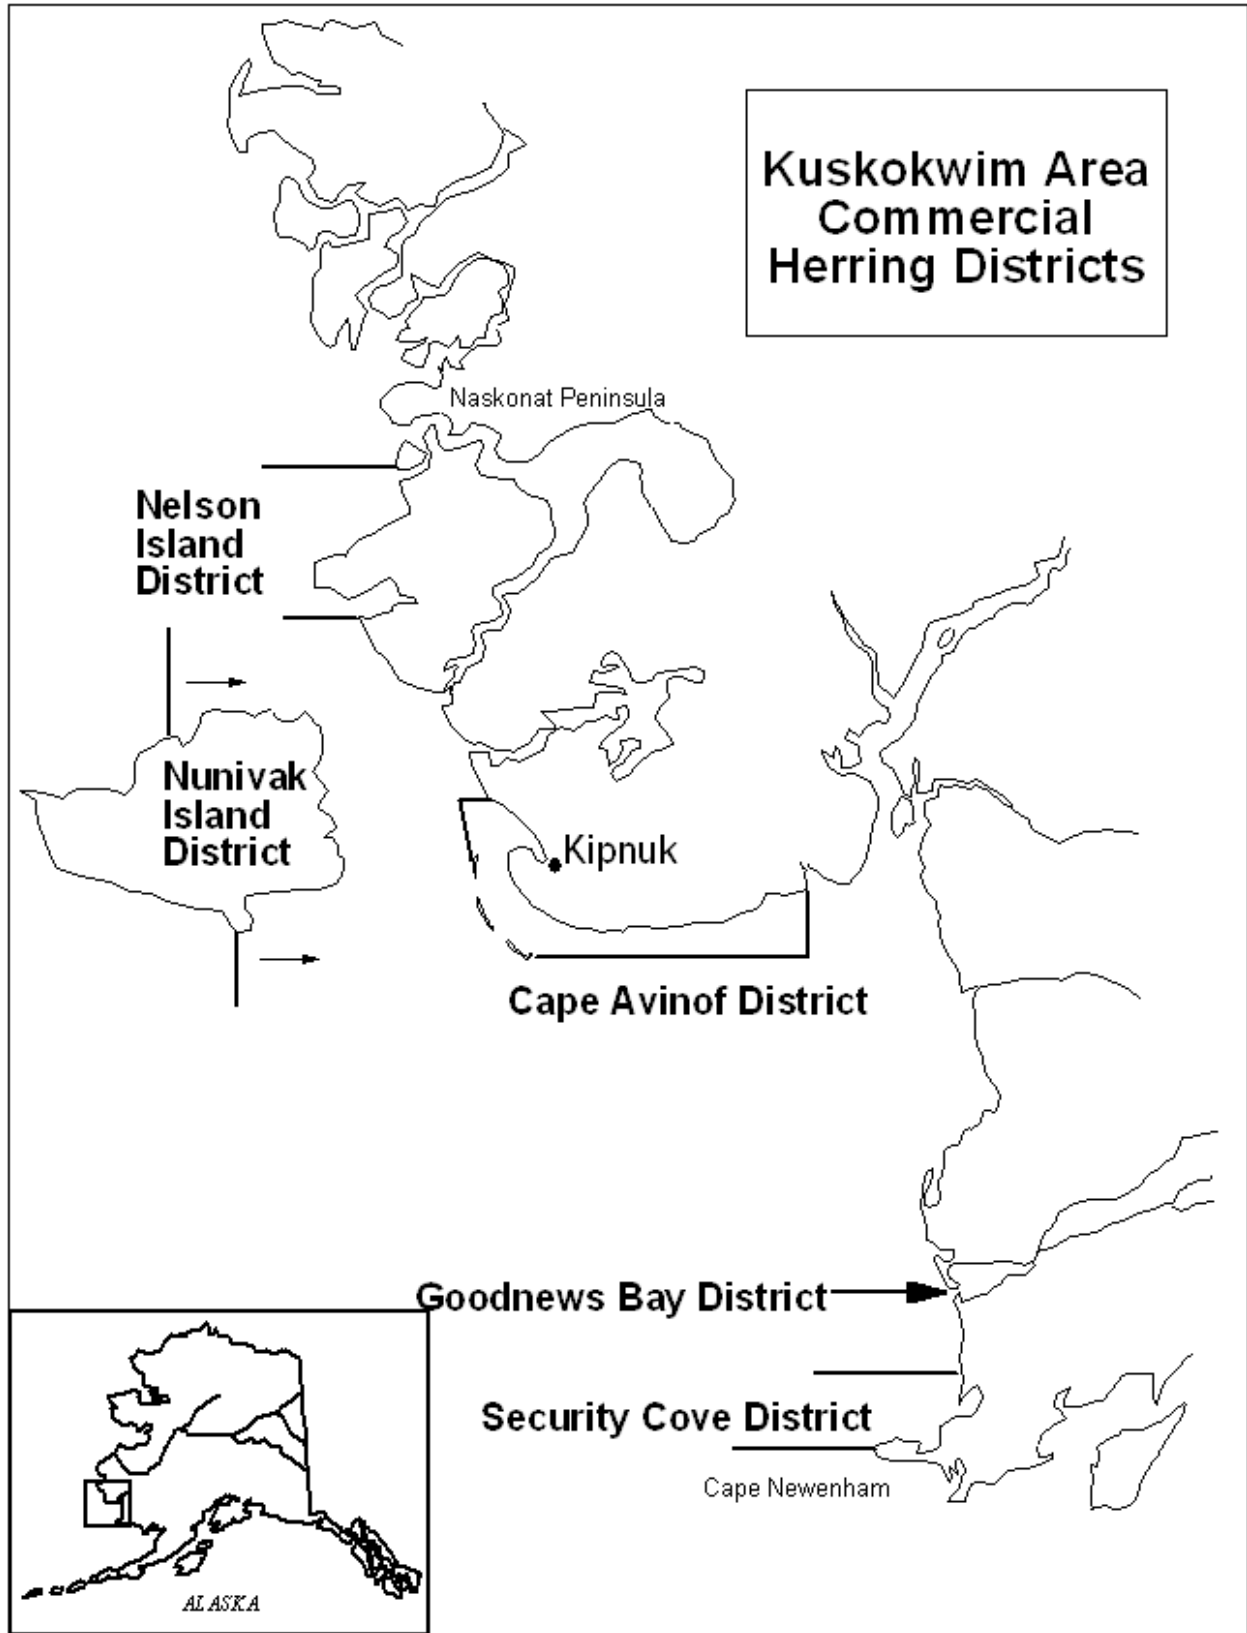 Kuskokwim Area
Commercial
Herring Districts
Naskonat Peninsula
Nelson
Island
District
Nunivak
Island
District
Kipnuk
Cape Avinof District
Goodnews Bay District
Security Cove District
Cape Newenham
ALASKA